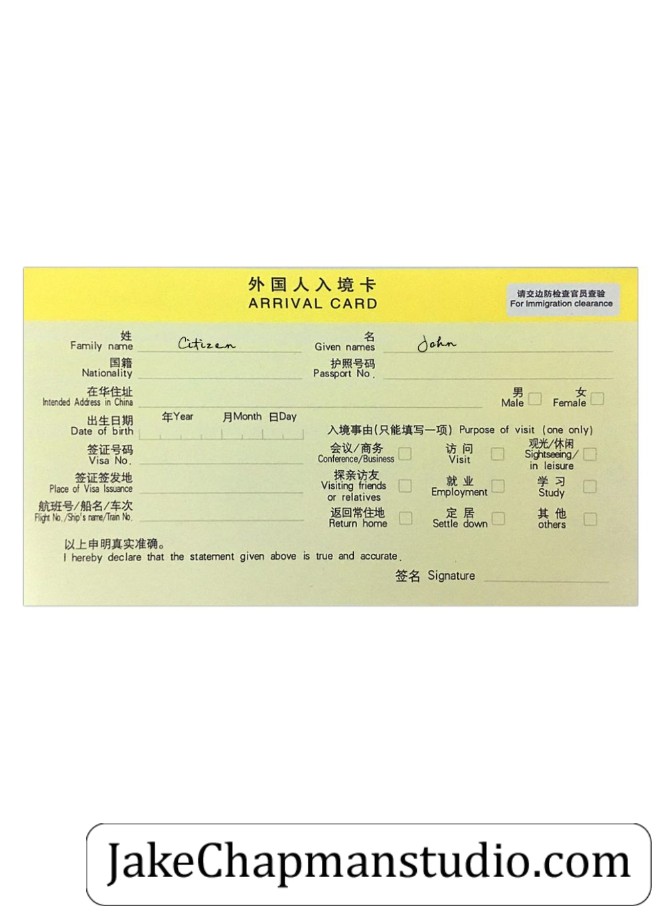 外国人入境卡
ARRIVAL CARD
请交边防检查官员查验
For Immigration clearance
姓
Family name Citizen
名
Given names John
国籍
Nationality
护照号码
Passport No.
在华住址
Intended Address in China
男
Male
女
Female
出生日期
Date of birth
年Year 月Month 日Day
入境事由(只能填写一项) Purpose of visit (one only)
签证号码
Visa No.
会议/商务
Conference/Business
访问
Visit
观光/休闲
Sightseeing/
in leisure
签证签发地
Place of Visa Issuance
探亲访友
Visiting friends
or relatives
就业
Employment
学习
Study
航班号/船名/车次
Flight No./Ship's name/Train No.
返回常住地
Return home
定居
Settle down
其他
others
以上申明真实准确。
I hereby declare that the statement given above is true and accurate.
签名 Signature
JakeChapmanstudio.com